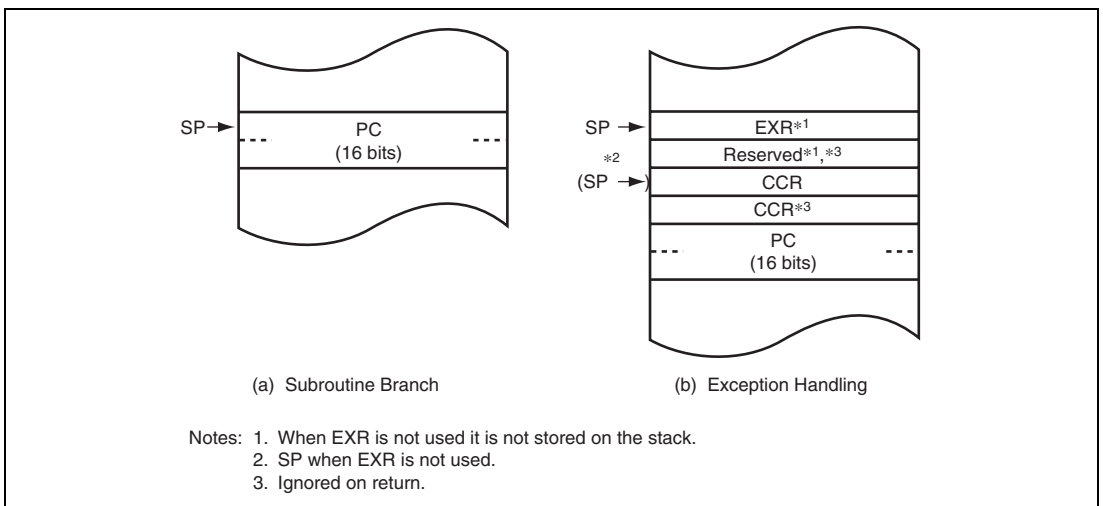 SP
PC
(16 bits)
SP
EXR*1
*2
Reserved*1,*3
(SP )
CCR
CCR*3
PC
(16 bits)
(a) Subroutine Branch
(b) Exception Handling
Notes: 1. When EXR is not used it is not stored on the stack.
2. SP when EXR is not used.
3. Ignored on return.